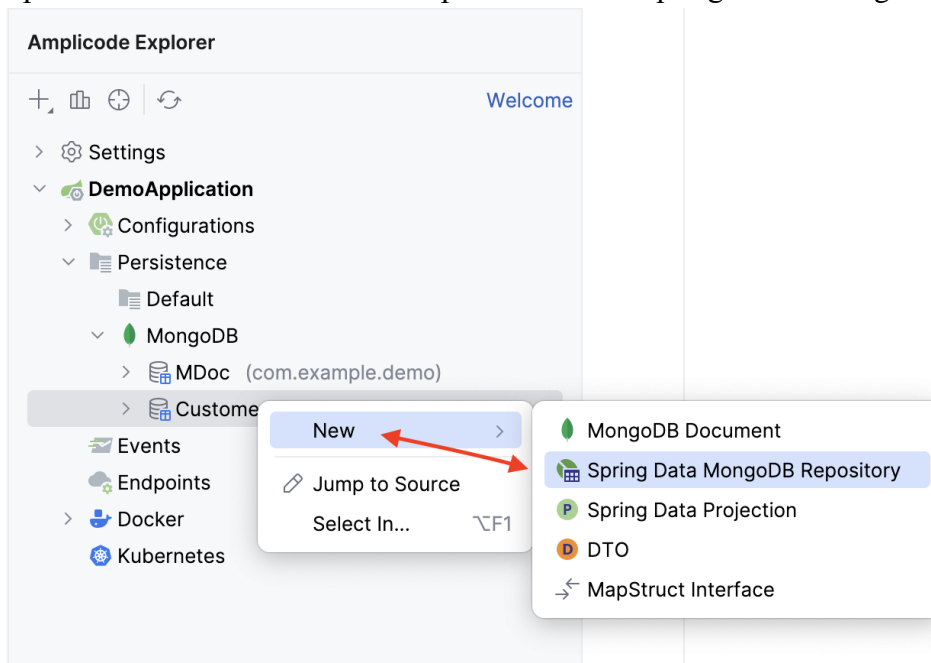 Amplicode Explorer
Welcome
Settings
DemoApplication
Configurations
Persistence
Default
MongoDB
MDoc (com.example.demo)
Custome
Events
Endpoints
Docker
Kubernetes
New
Jump to Source
Select In... ⌥F1
MongoDB Document
Spring Data MongoDB Repository
P Spring Data Projection
D DTO
MapStruct Interface